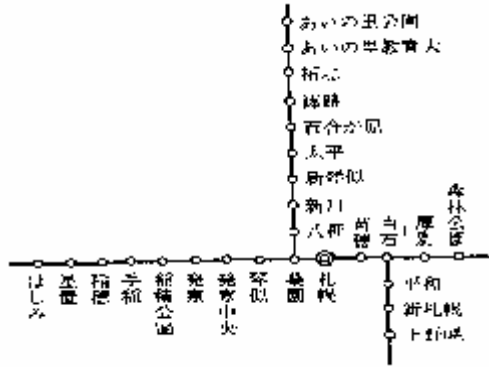 あいの里公園
あいの里教育大
拓北
篠路
百合が原
太平
新琴似
新川
八軒
ほしみ
星置
稲穂
手稲
稲積公園
発寒
発寒中央
琴似
桑園
札幌
苗穂
白石
厚別
森林公園
平和
新札幌
上野幌